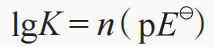 lgK = n ( pE⊖ )